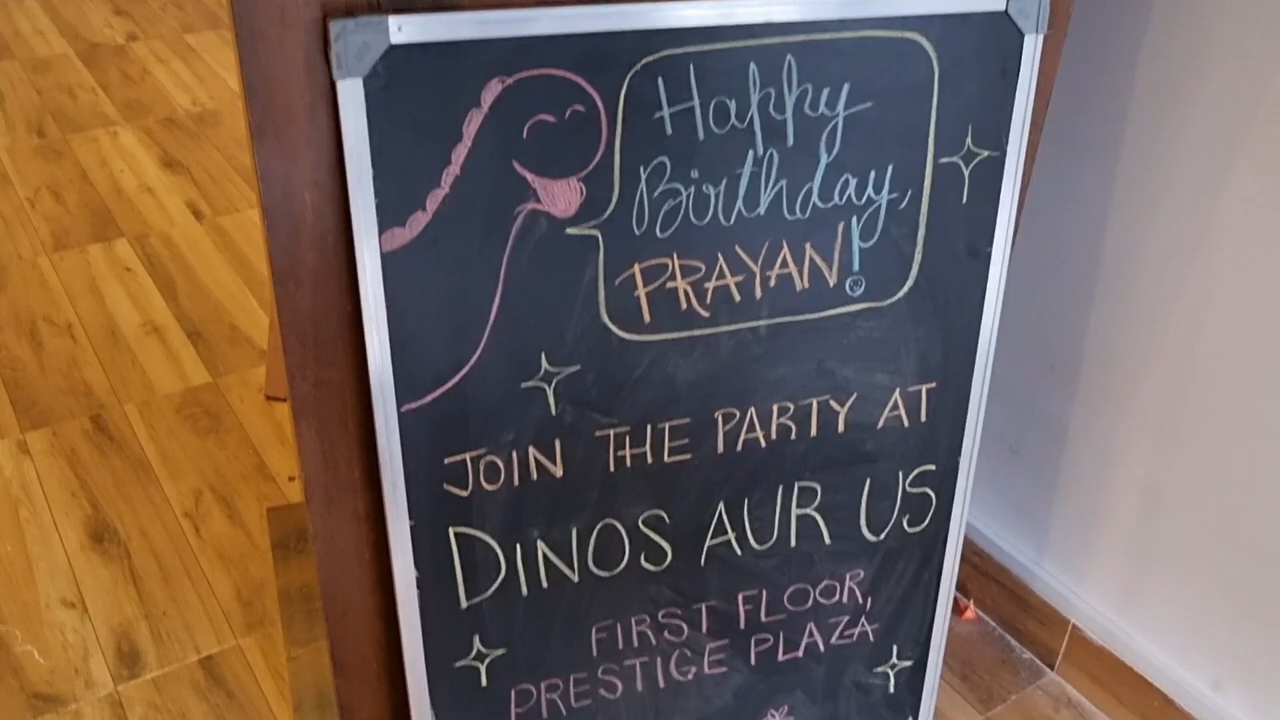 Happy
Birthday,
PRAYAN!
JOIN THE PARTY AT
DINOS AUR US
FIRST FLOOR,
PRESTIGE PLAZA